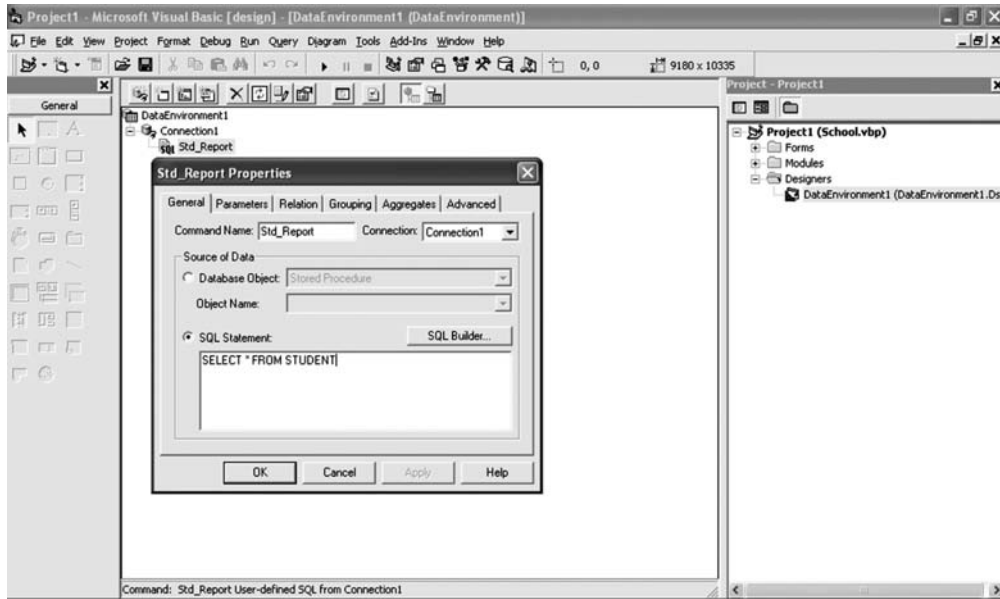 Project1 - Microsoft Visual Basic [design] - [DataEnvironment1 (DataEnvironment)]
File Edit View Project Format Debug Run Query Diagram Tools Add-Ins Window Help
0, 0 9180 x 10335
General
DataEnvironment1
Connection1
SQL Std_Report
Std_Report Properties
General Parameters Relation Grouping Aggregates Advanced
Command Name: Std_Report Connection: Connection1
Source of Data
Database Object: Stored Procedure
Object Name:
SQL Statement: SQL Builder...
SELECT * FROM STUDENT
OK Cancel Apply Help
Command: Std_Report User-defined SQL from Connection1
Project - Project1
Project1 (School.vbp)
Forms
Modules
Designers
DataEnvironment1 (DataEnvironment1.Ds